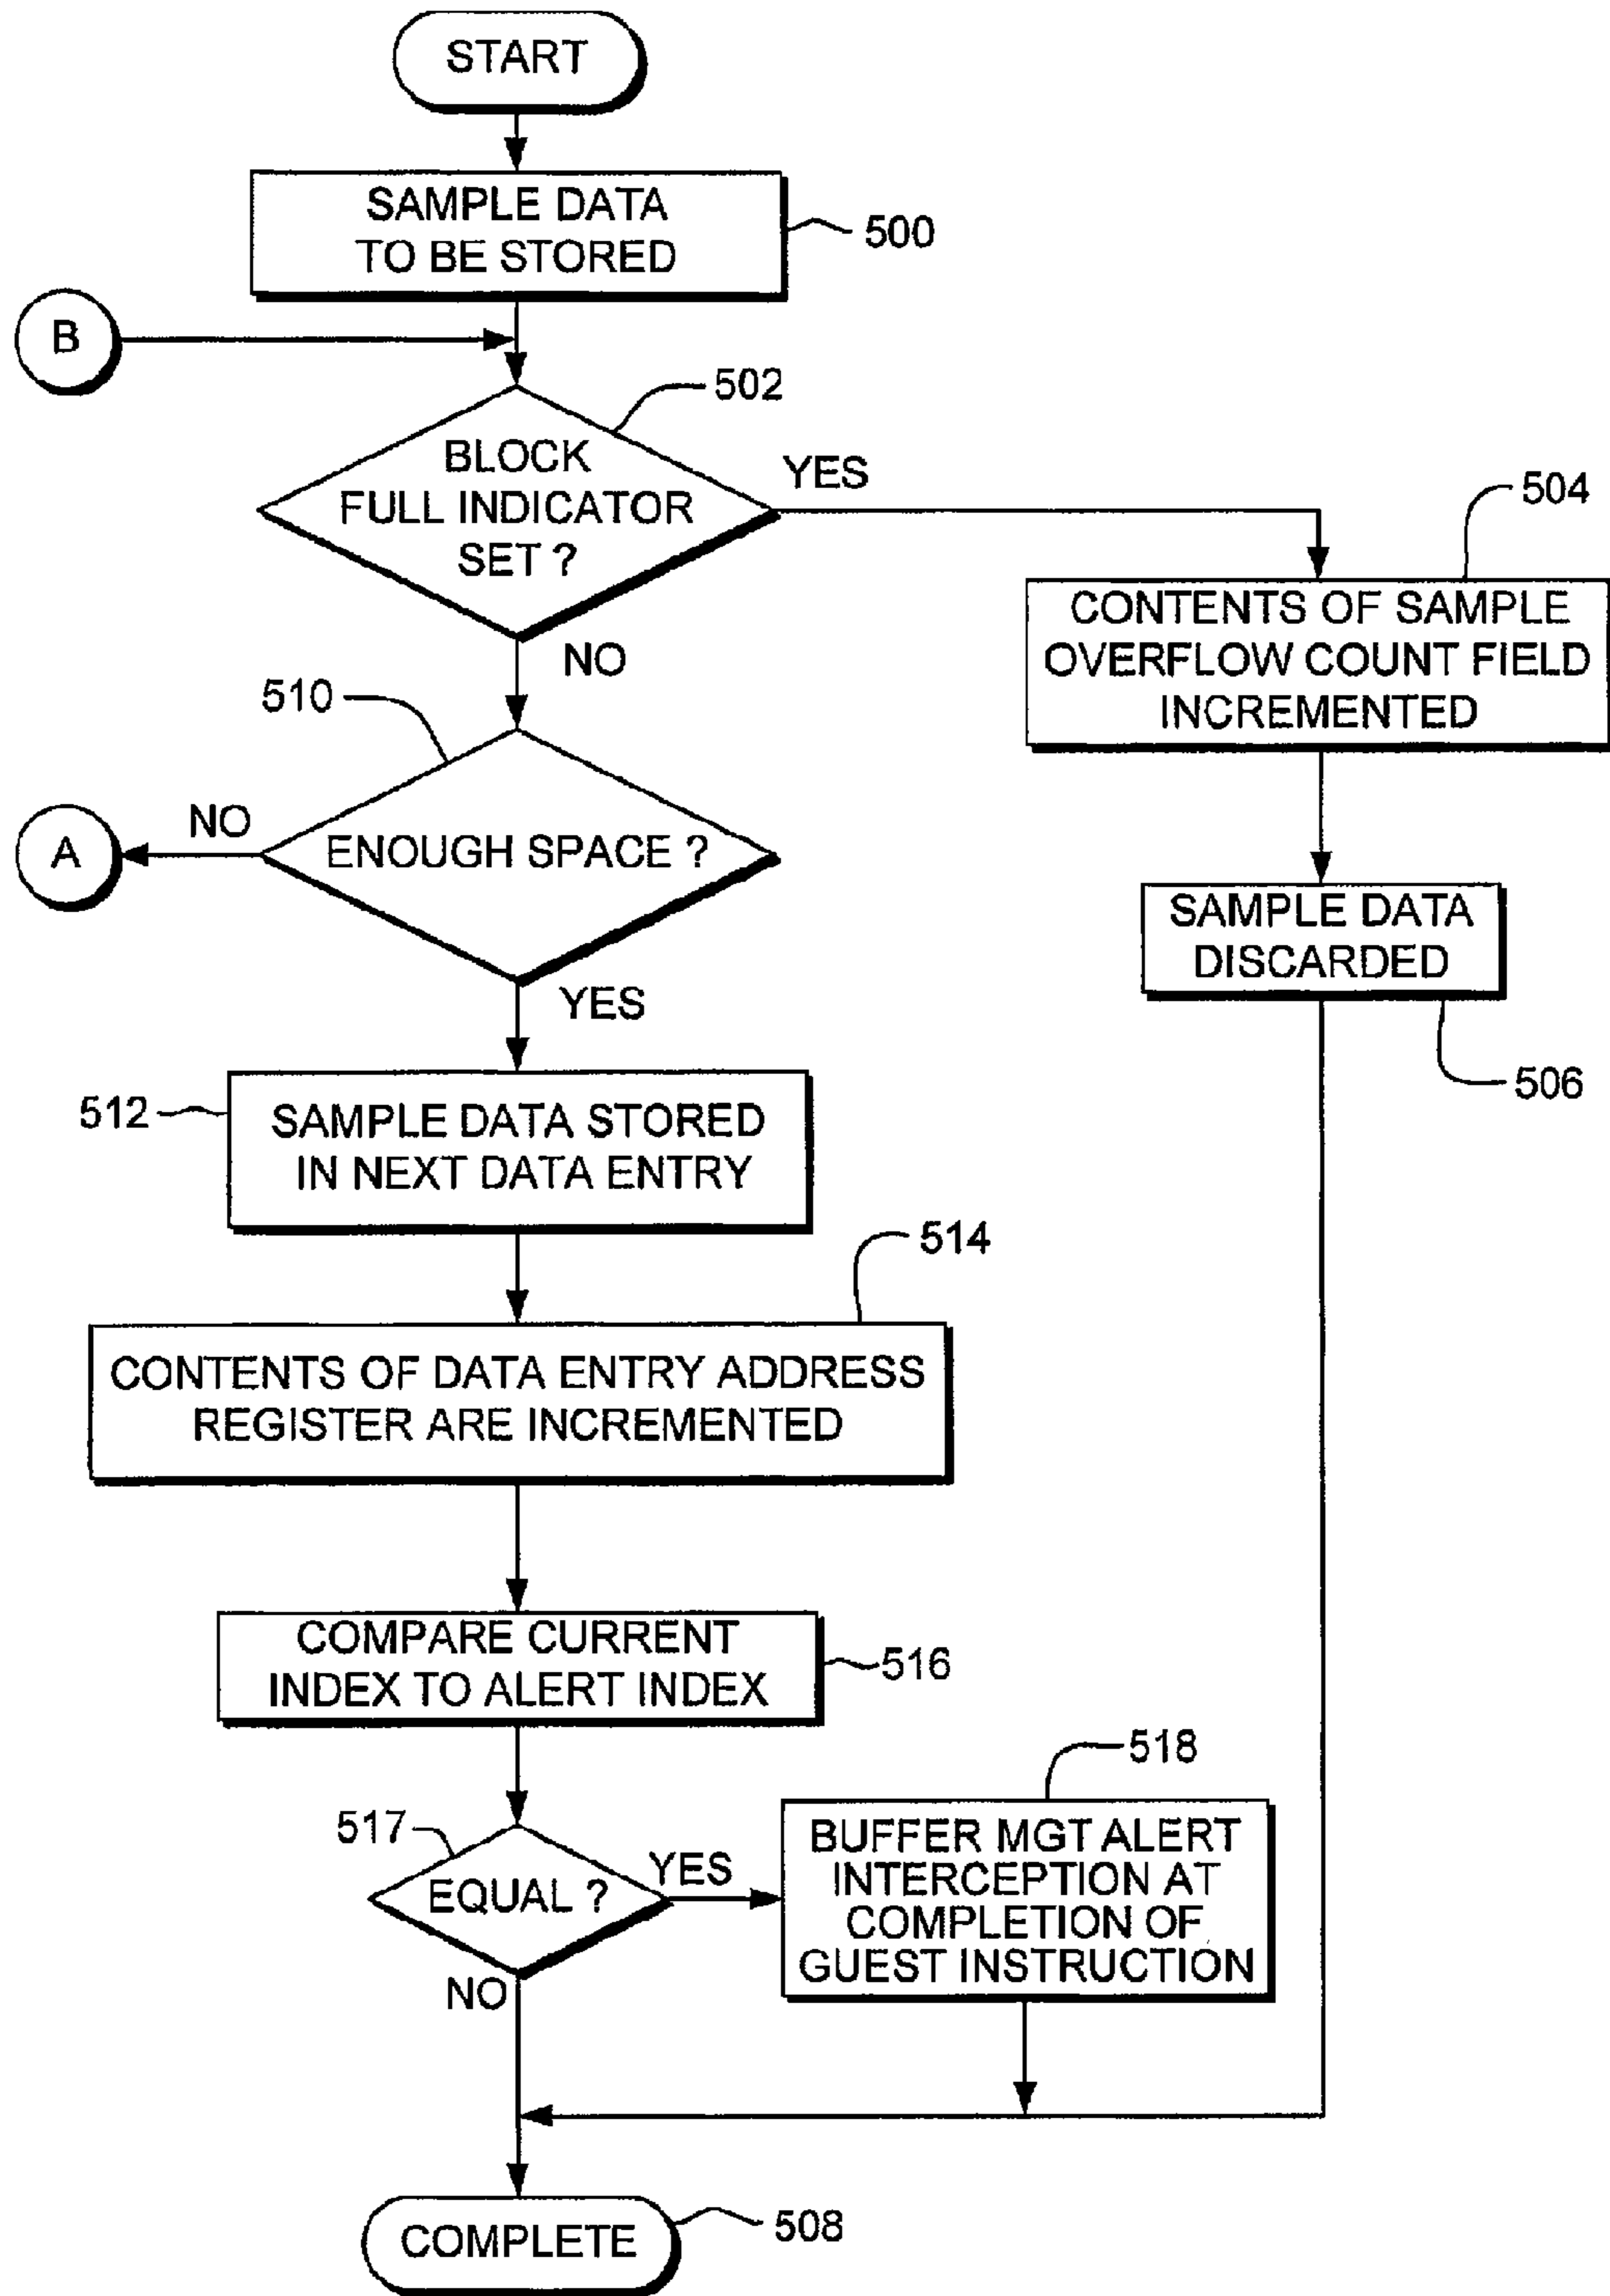 START
SAMPLE DATA
TO BE STORED
500
B
502
BLOCK
FULL INDICATOR
SET ?
YES
NO
504
CONTENTS OF SAMPLE
OVERFLOW COUNT FIELD
INCREMENTED
510
ENOUGH SPACE ?
NO
A
YES
SAMPLE DATA
DISCARDED
506
512
SAMPLE DATA STORED
IN NEXT DATA ENTRY
514
CONTENTS OF DATA ENTRY ADDRESS
REGISTER ARE INCREMENTED
COMPARE CURRENT
INDEX TO ALERT INDEX
516
517
EQUAL ?
YES
NO
518
BUFFER MGT ALERT
INTERCEPTION AT
COMPLETION OF
GUEST INSTRUCTION
COMPLETE
508